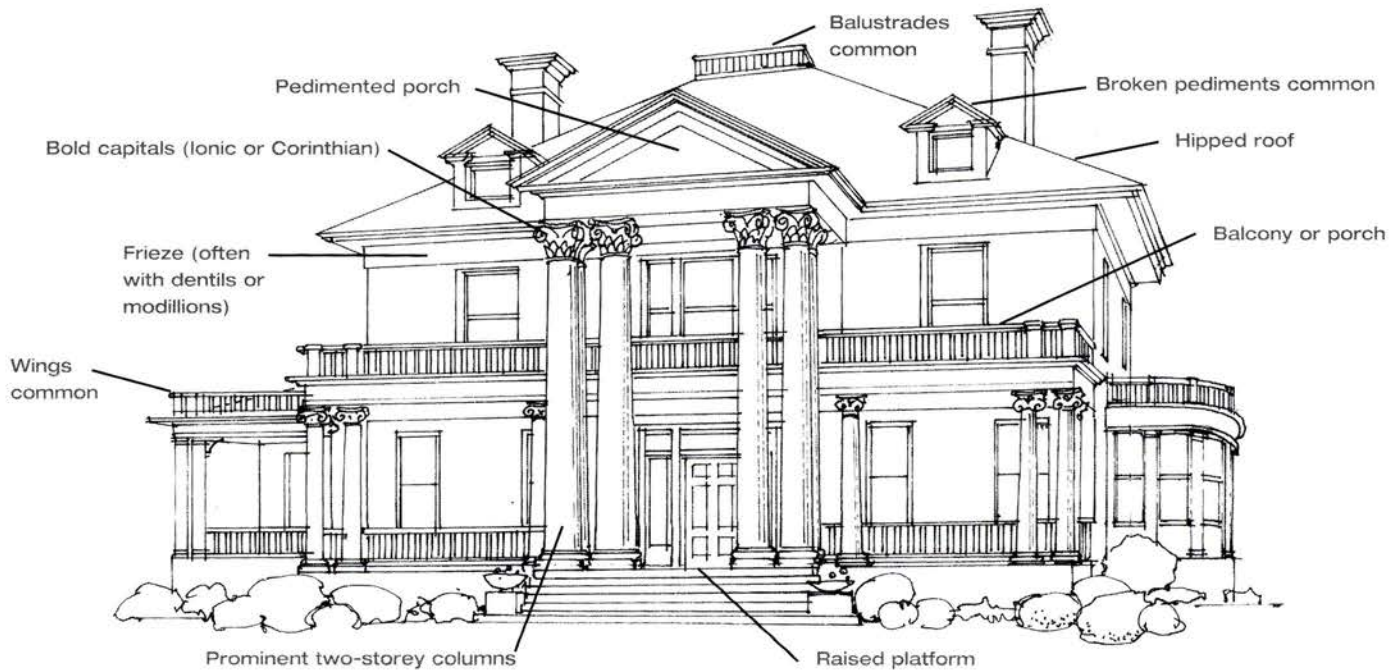 Balustrades
common
Pedimented porch
Broken pediments common
Bold capitals (Ionic or Corinthian)
Hipped roof
Frieze (often
with dentils or
modillions)
Balcony or porch
Wings
common
Prominent two-storey columns
Raised platform